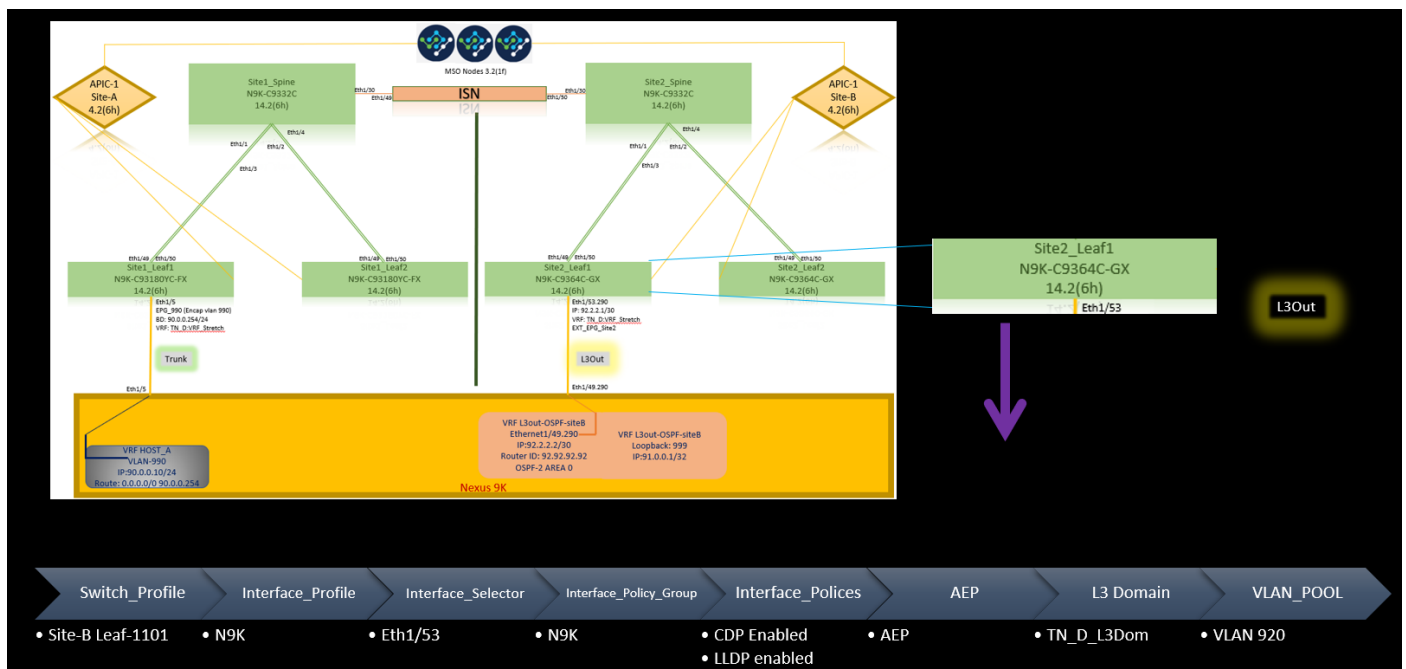 MSO Nodes 3.2(1f)
APIC-1
Site-A
4.2(6h)
Site1_Spine
N9K-C9332C
14.2(6h)
Eth1/30
Eth1/49
ISN
Eth1/30
Eth1/50
Site2_Spine
N9K-C9332C
14.2(6h)
APIC-1
Site-B
4.2(6h)
Eth1/4
Eth1/1
Eth1/2
Eth1/3
Eth1/4
Eth1/1
Eth1/2
Eth1/3
Eth1/49
Eth1/50
Site1_Leaf1
N9K-C93180YC-FX
14.2(6h)
Eth1/49
Eth1/50
Site1_Leaf2
N9K-C93180YC-FX
14.2(6h)
Eth1/49
Eth1/50
Site2_Leaf1
N9K-C9364C-GX
14.2(6h)
Eth1/49
Eth1/50
Site2_Leaf2
N9K-C9364C-GX
14.2(6h)
Site2_Leaf1
N9K-C9364C-GX
14.2(6h)
Eth1/53
L3Out
Eth1/5
EPG_990 (Encap vlan 990)
BD: 90.0.0.254/24
VRF: TN_D:VRF_Stretch
Trunk
Eth1/5
Eth1/53.290
IP: 92.2.2.1/30
VRF: TN_D:VRF_Stretch
EXT_EPG_Site2
L3Out
Eth1/49.290
VRF HOST_A
VLAN-990
IP:90.0.0.10/24
Route: 0.0.0.0/0 90.0.0.254
VRF L3out-OSPF-siteB
Ethernet1/49.290
IP:92.2.2.2/30
Router ID: 92.92.92.92
OSPF-2 AREA 0
VRF L3out-OSPF-siteB
Loopback: 999
IP:91.0.0.1/32
Nexus 9K
Switch_Profile
Interface_Profile
Interface_Selector
Interface_Policy_Group
Interface_Polices
AEP
L3 Domain
VLAN_POOL
• Site-B Leaf-1101
• N9K
• Eth1/53
• N9K
• CDP Enabled
• LLDP enabled
• AEP
• TN_D_L3Dom
• VLAN 920